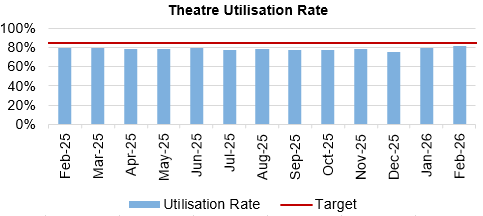 Theatre Utilisation Rate
100%
80%
60%
40%
20%
0%
Feb-25
Mar-25
Apr-25
May-25
Jun-25
Jul-25
Aug-25
Sep-25
Oct-25
Nov-25
Dec-25
Jan-26
Feb-26
Utilisation Rate
Target